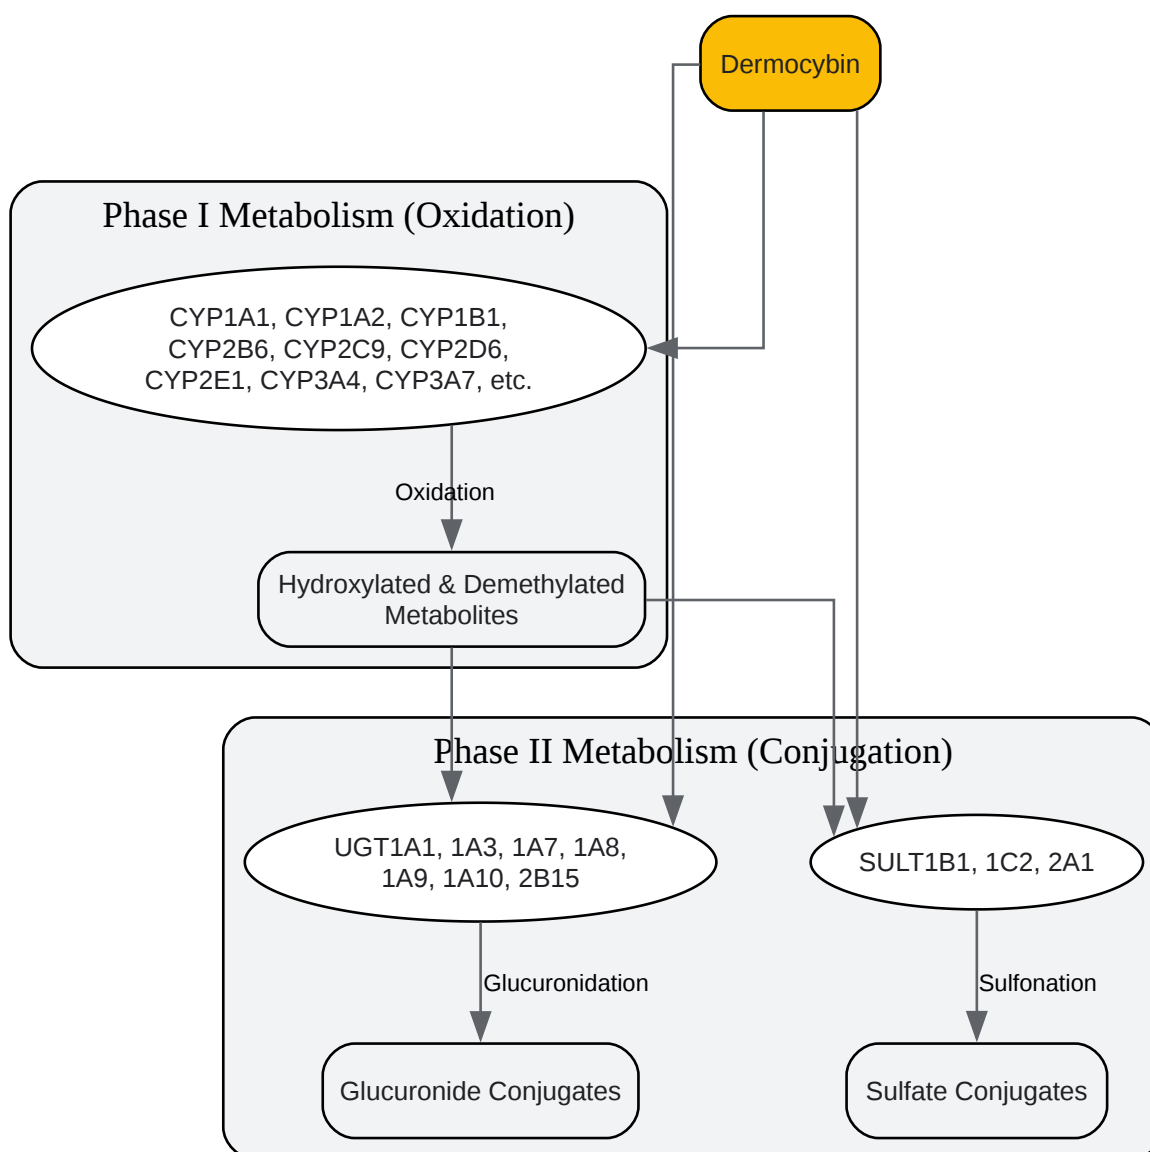 Dermocybin
Phase I Metabolism (Oxidation)
CYP1A1, CYP1A2, CYP1B1,
CYP2B6, CYP2C9, CYP2D6,
CYP2E1, CYP3A4, CYP3A7, etc.
Oxidation
Hydroxylated & Demethylated
Metabolites
Phase II Metabolism (Conjugation)
UGT1A1, 1A3, 1A7, 1A8,
1A9, 1A10, 2B15
SULT1B1, 1C2, 2A1
Glucuronidation
Sulfonation
Glucuronide Conjugates
Sulfate Conjugates